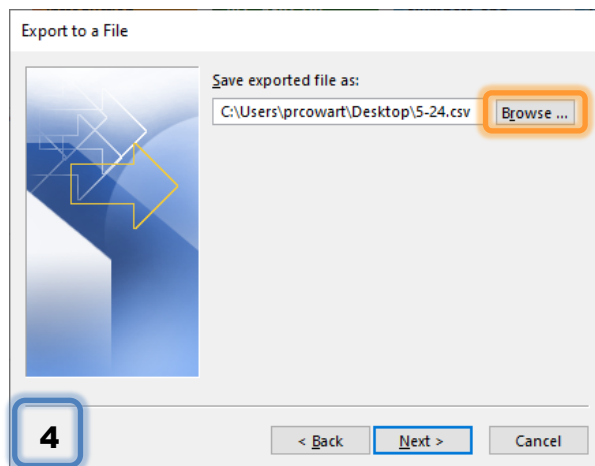 Export to a File
Save exported file as:
C:\Users\prcowart\Desktop\5-24.csv Browse ...
4 < Back Next > Cancel